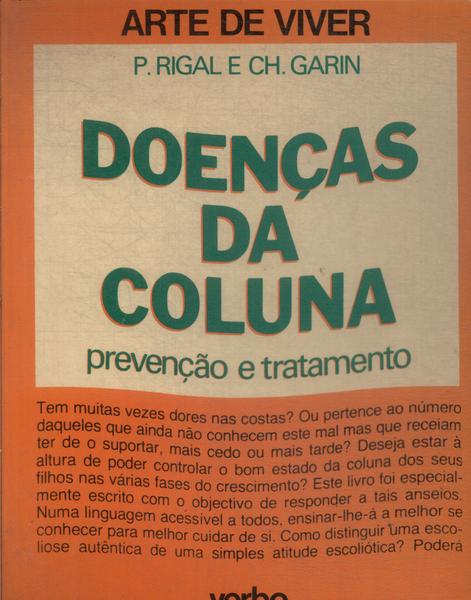 ARTE DE VIVER
P. RIGAL E CH. GARIN
DOENÇAS
DA
COLUNA
prevenção e tratamento
Tem muitas vezes dores nas costas? Ou pertence ao número
daqueles que ainda não conhecem este mal mas que receiam
ter de o suportar, mais cedo ou mais tarde? Deseja estar à
altura de poder controlar o bom estado da coluna dos seus
filhos nas várias fases do crescimento? Este livro foi especial-
mente escrito com o objectivo de responder a tais anseios.
Numa linguagem acessível a todos, ensinar-lhe-á a melhor se
conhecer para melhor cuidar de si. Como distinguir uma esco-
liose autêntica de uma simples atitude escoliótica? Poderá
verbo